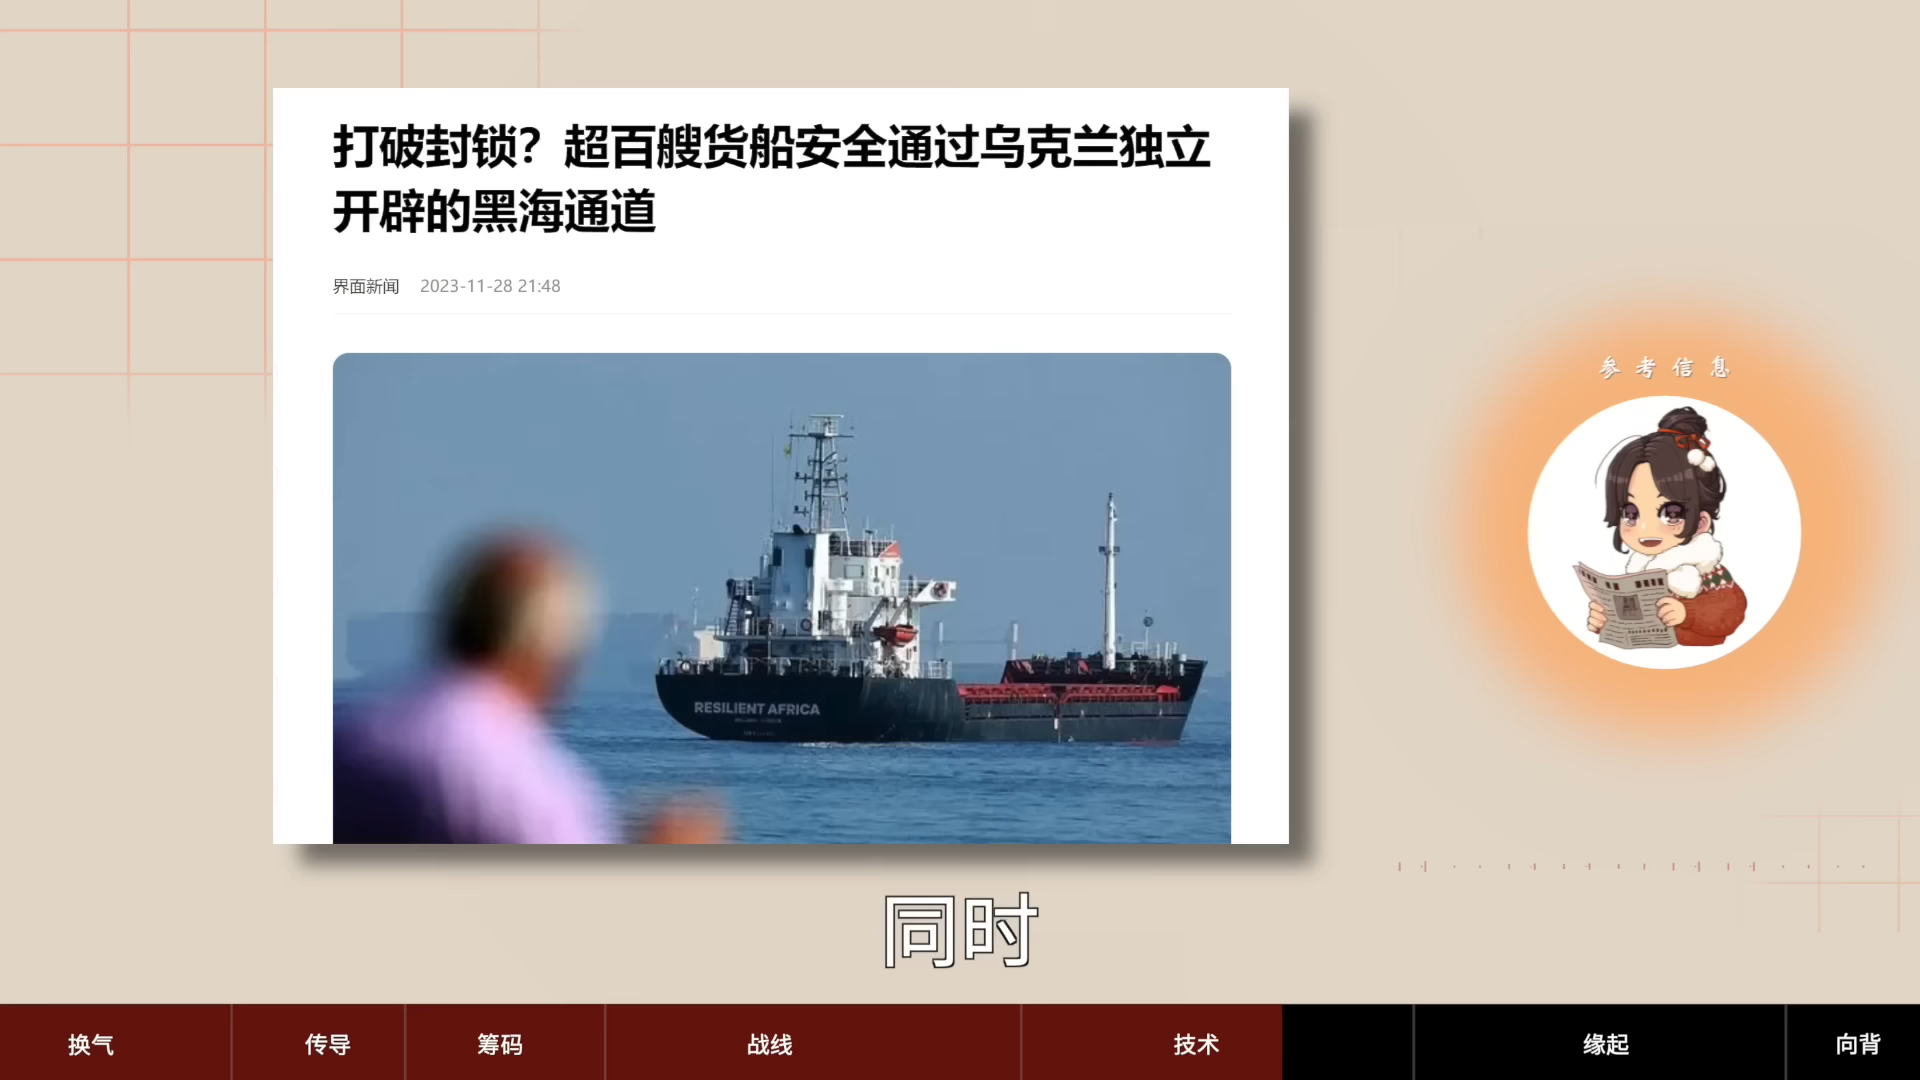 打破封锁？超百艘货船安全通过乌克兰独立
开辟的黑海通道
界面新闻 2023-11-28 21:48
参考信息
RESILIENT AFRICA
同时
换气 传导 筹码 战线 技术 缘起 向背